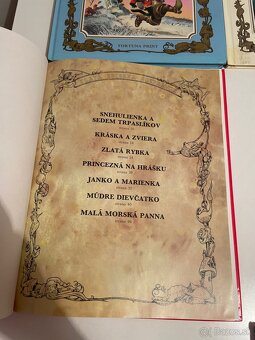 FORTUNA PRINT
SNEHULIENKA A
SEDEM TRPASLÍKOV
KRÁSKA A ZVIERA
ZLATÁ RYBKA
PRINCEZNÁ NA HRÁŠKU
JANKO A MARIENKA
MÚDRE DIEVČATKO
MALÁ MORSKÁ PANNA